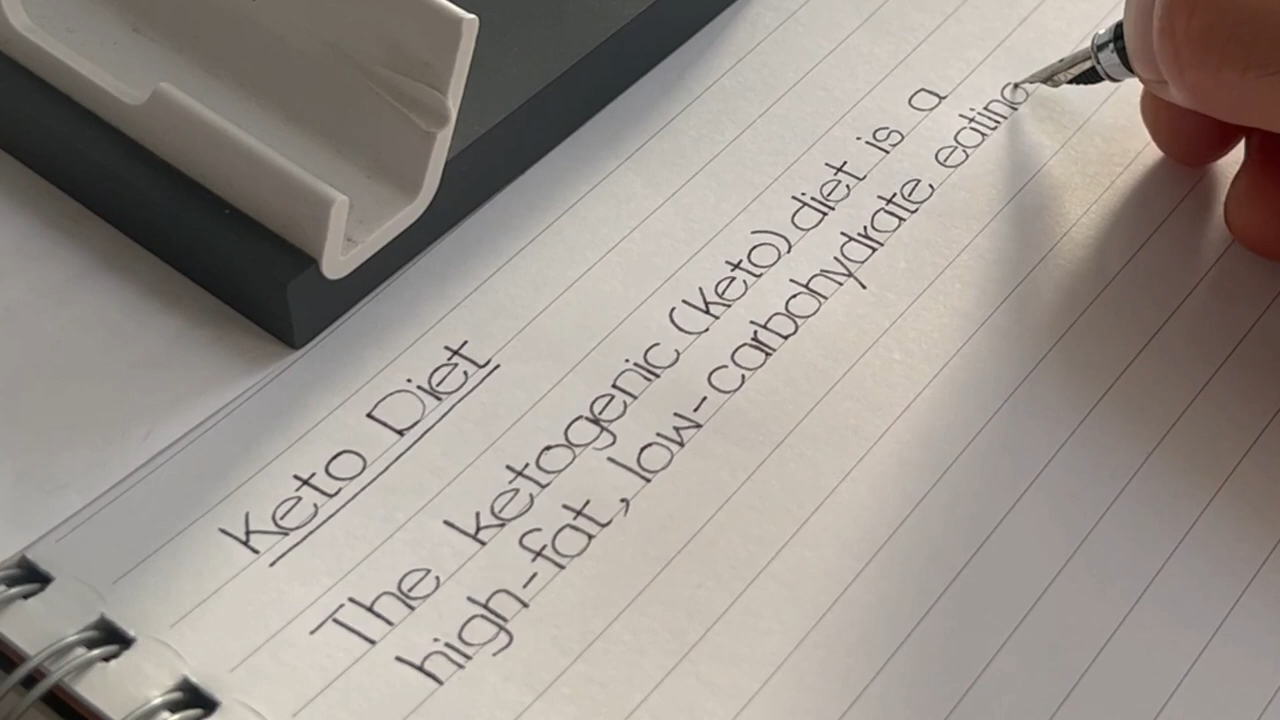 Keto Diet
The ketogenic (Keto) diet is a
high-fat, low-carbohydrate eating